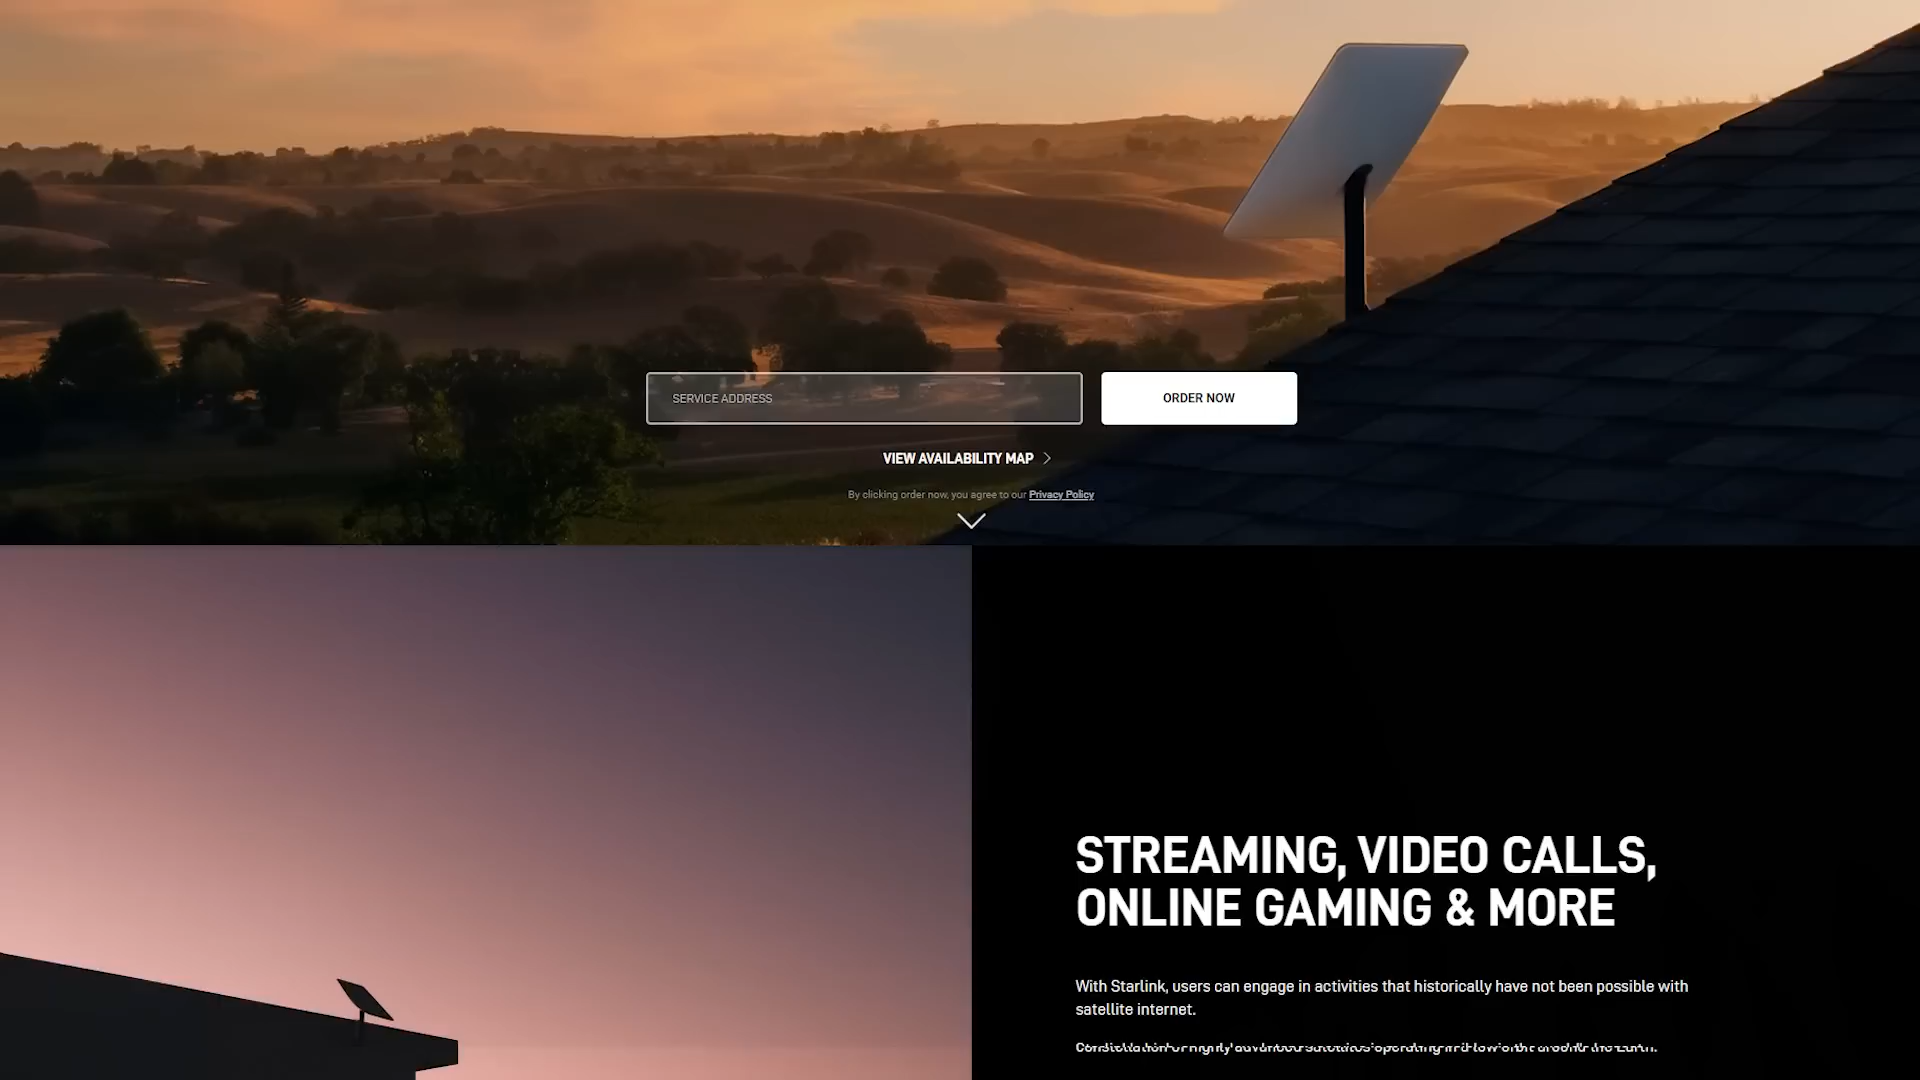 SERVICE ADDRESS
ORDER NOW
VIEW AVAILABILITY MAP
By clicking order now, you agree to our Privacy Policy
STREAMING, VIDEO CALLS,
ONLINE GAMING & MORE
With Starlink, users can engage in activities that historically have not been possible with
satellite internet.